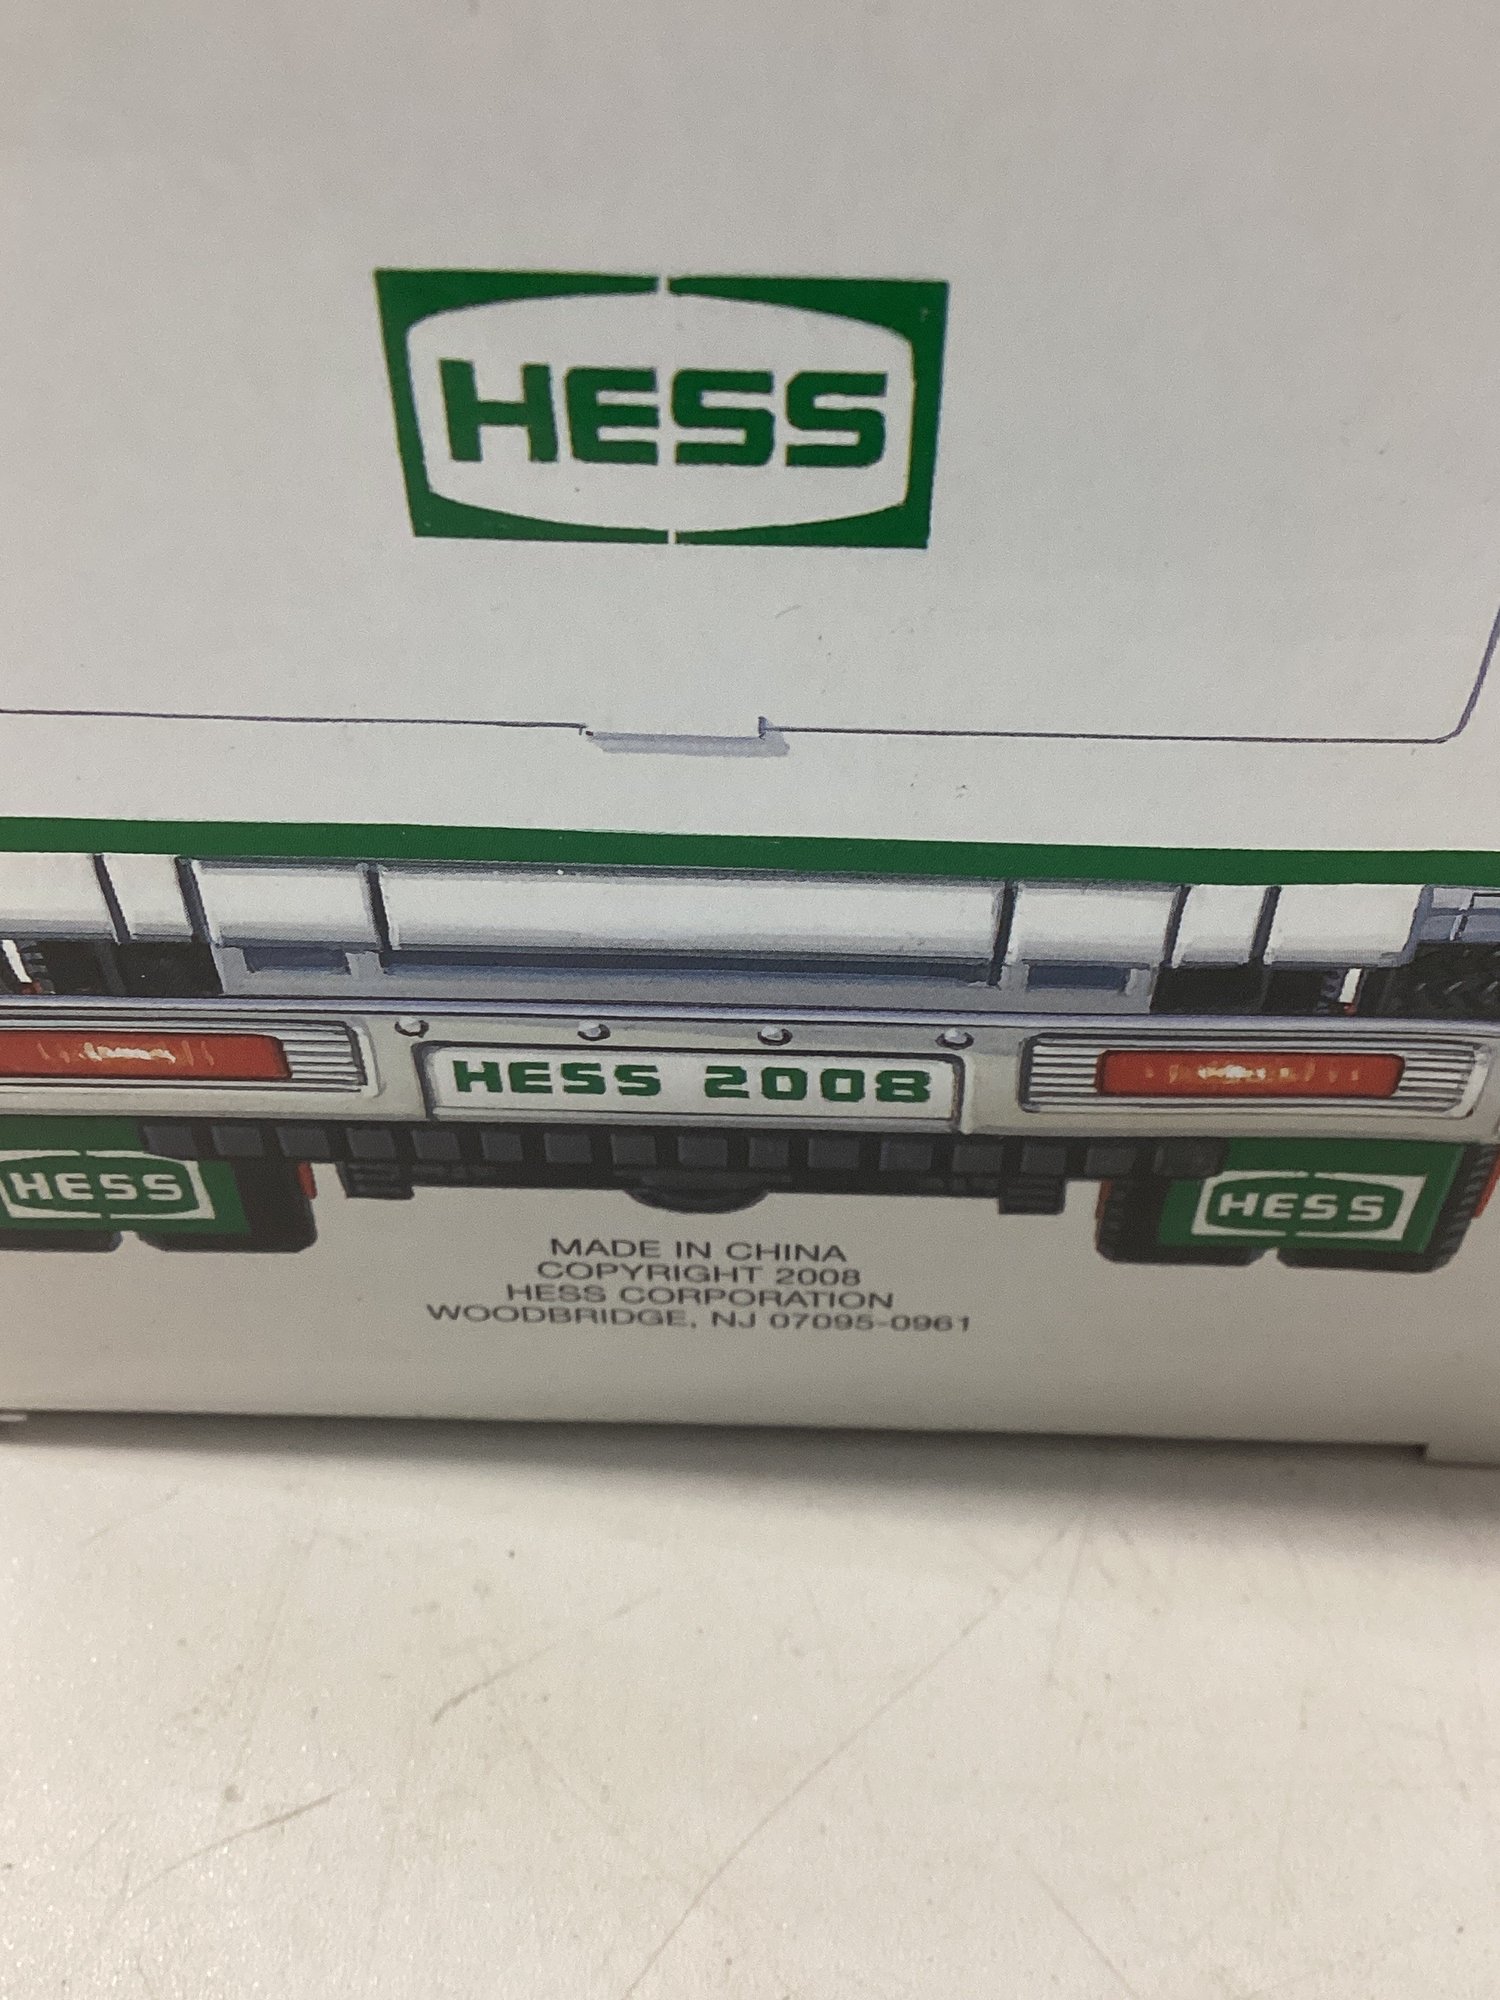 HESS
HESS 2008
HESS
HESS
MADE IN CHINA
COPYRIGHT 2008
HESS CORPORATION
WOODBRIDGE, NJ 07095-0961